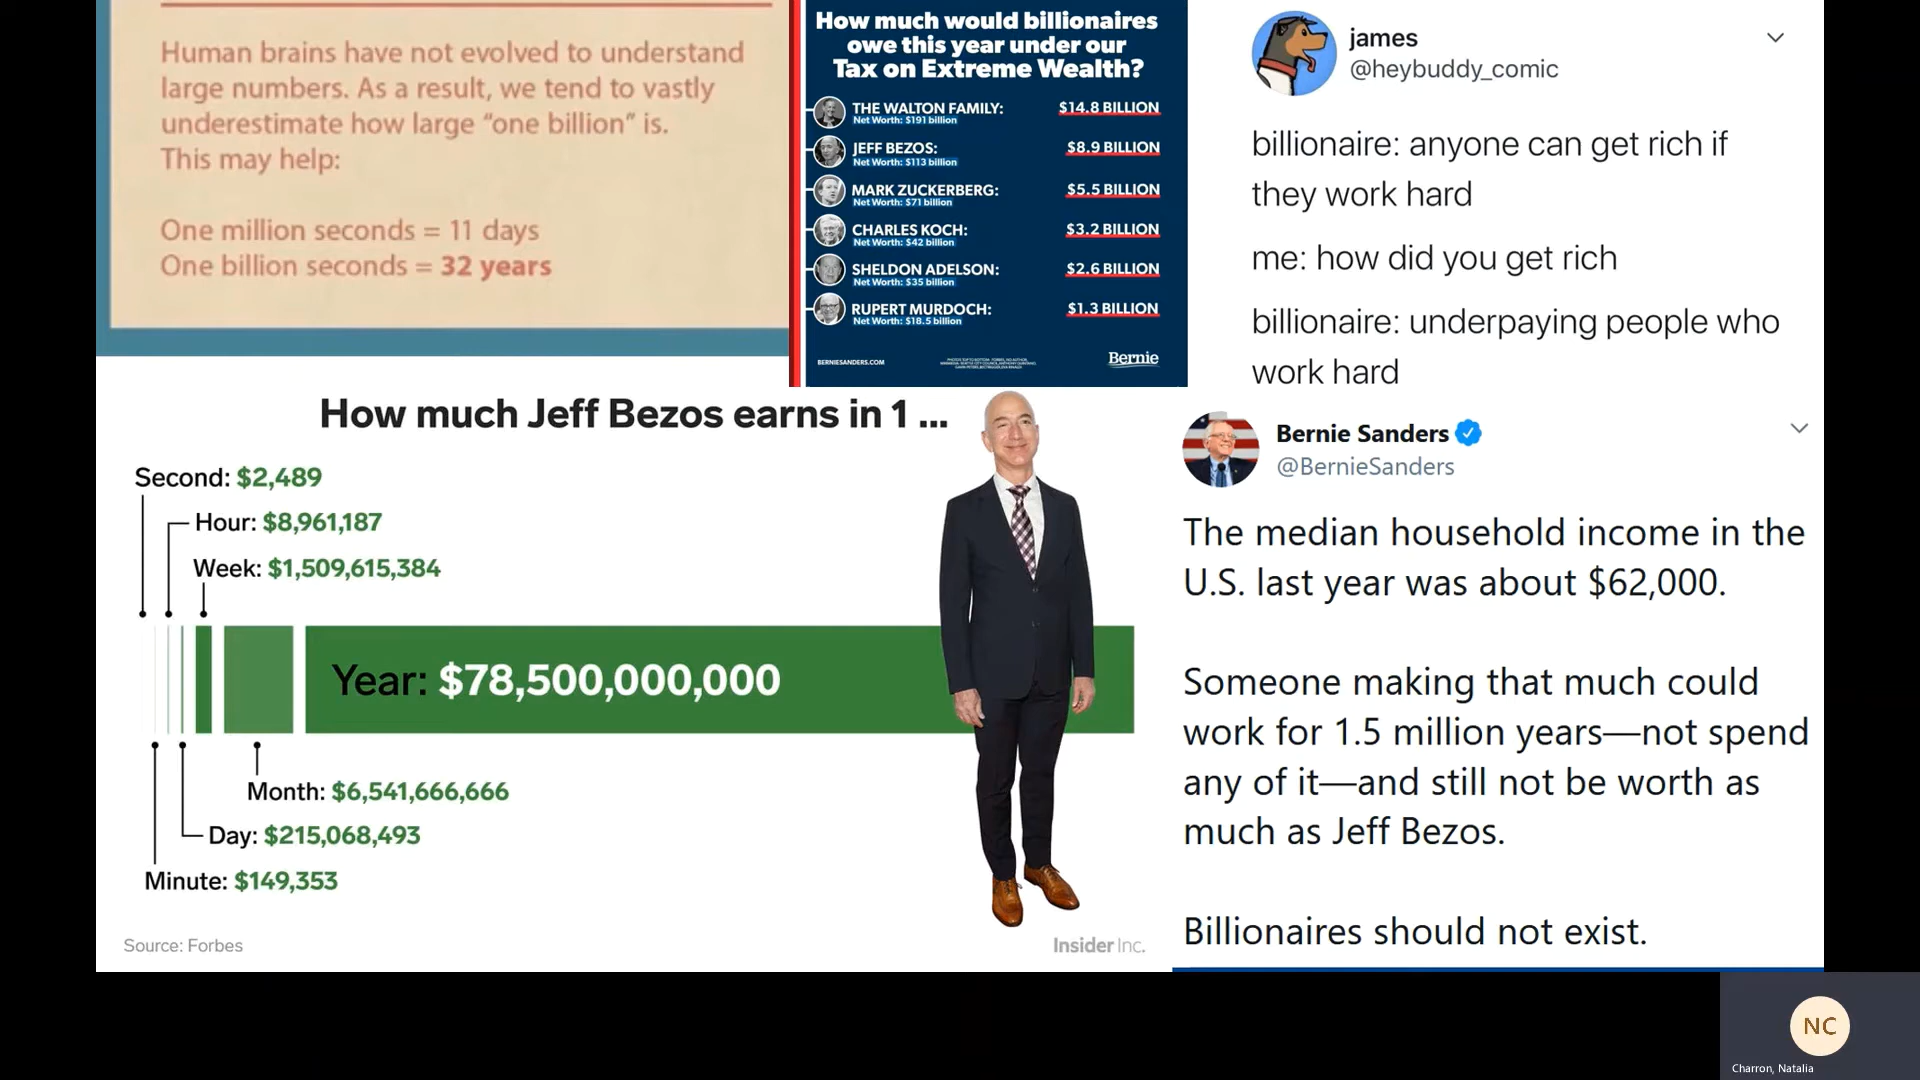 Human brains have not evolved to understand
large numbers. As a result, we tend to vastly
underestimate how large “one billion” is.
This may help:
One million seconds = 11 days
One billion seconds = 32 years
How much would billionaires
owe this year under our
Tax on Extreme Wealth?
THE WALTON FAMILY: $14.8 BILLION
Net Worth: $191 billion
JEFF BEZOS: $8.9 BILLION
Net Worth: $113 billion
MARK ZUCKERBERG: $5.5 BILLION
Net Worth: $71 billion
CHARLES KOCH: $3.2 BILLION
Net Worth: $42 billion
SHELDON ADELSON: $2.6 BILLION
Net Worth: $35 billion
RUPERT MURDOCH: $1.3 BILLION
Net Worth: $18.5 billion
BERNIESANDERS.COM
Bernie
james
@heybuddy_comic
billionaire: anyone can get rich if
they work hard
me: how did you get rich
billionaire: underpaying people who
work hard
How much Jeff Bezos earns in 1 ...
Second: $2,489
Hour: $8,961,187
Week: $1,509,615,384
Year: $78,500,000,000
Month: $6,541,666,666
Day: $215,068,493
Minute: $149,353
Source: Forbes
Insider Inc.
Bernie Sanders
@BernieSanders
The median household income in the
U.S. last year was about $62,000.
Someone making that much could
work for 1.5 million years—not spend
any of it—and still not be worth as
much as Jeff Bezos.
Billionaires should not exist.
NC
Charron, Natalia